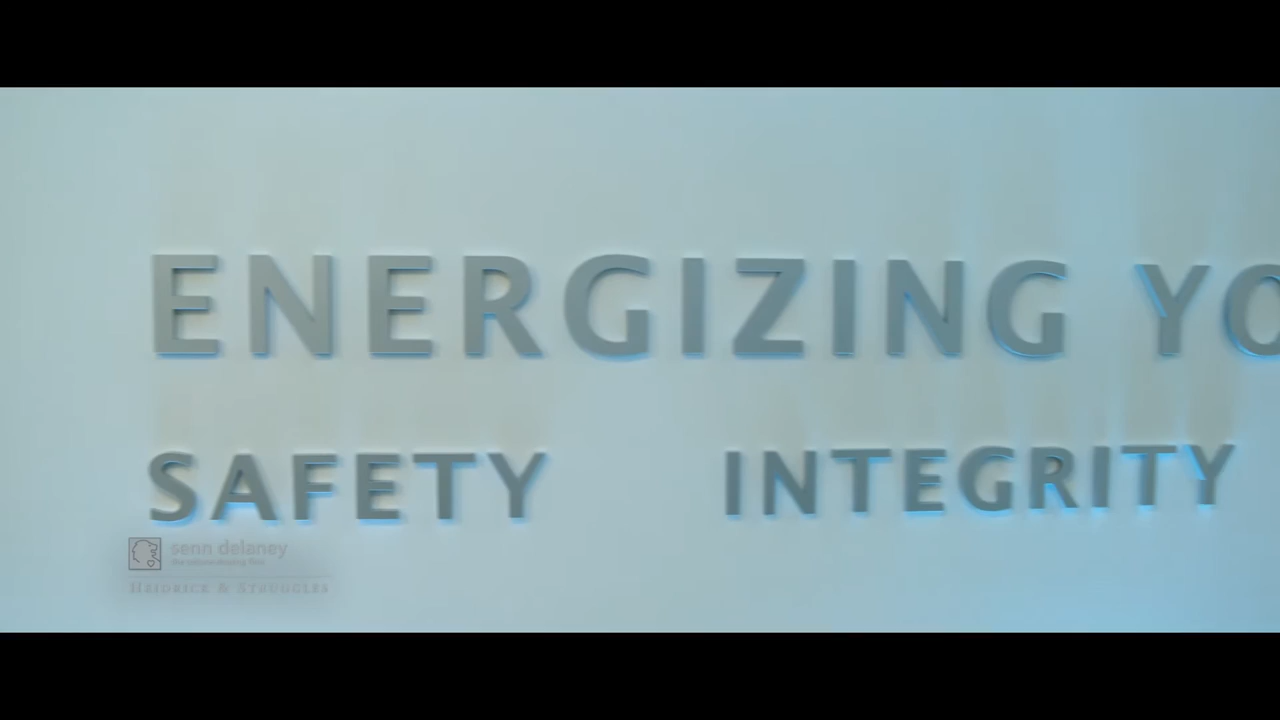 ENERGIZING YO
SAFETY INTEGRITY
senn delaney
HEIDRICK & STRUGGLES